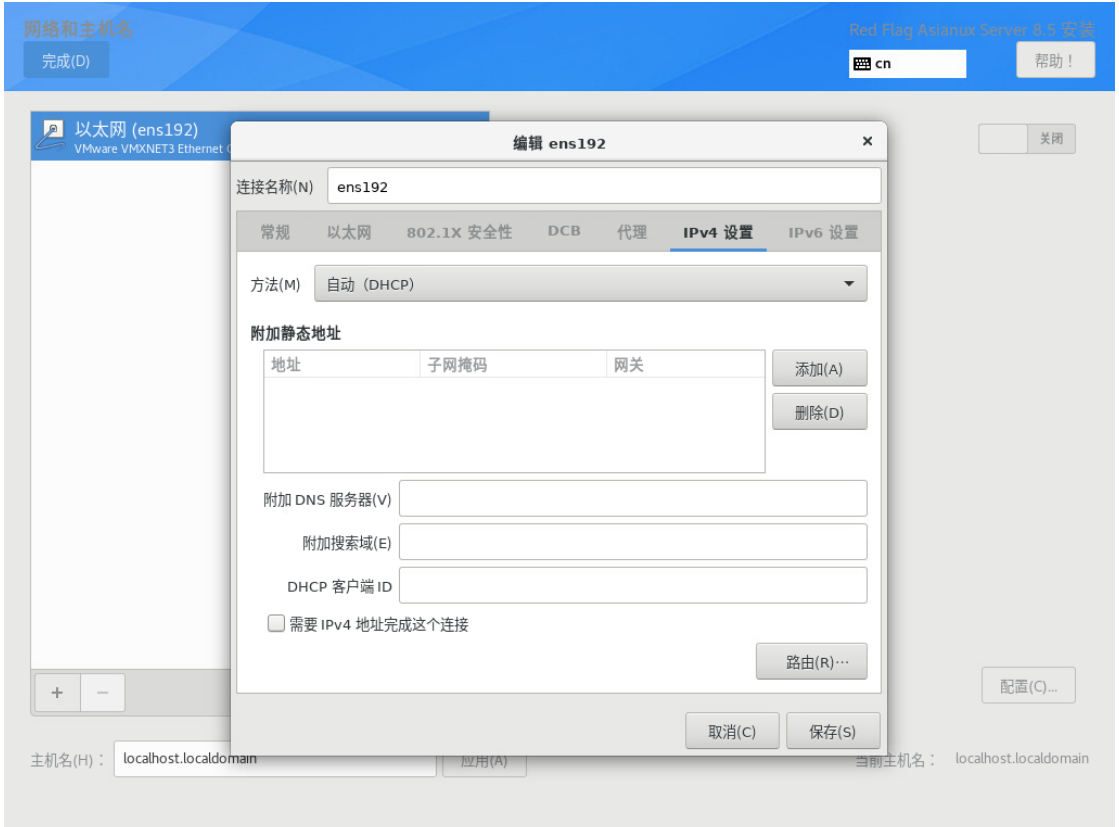 网络和主机名
Red Flag Asianux Server 8.5 安装
完成(D)
cn
帮助！
以太网 (ens192)
VMware VMXNET3 Ethernet
关闭
编辑 ens192
连接名称(N)
ens192
常规
以太网
802.1X 安全性
DCB
代理
IPv4 设置
IPv6 设置
方法(M)
自动（DHCP）
附加静态地址
地址
子网掩码
网关
添加(A)
删除(D)
附加 DNS 服务器(V)
附加搜索域(E)
DHCP 客户端 ID
需要 IPv4 地址完成这个连接
路由(R)…
取消(C)
保存(S)
配置(C)...
主机名(H)：
localhost.localdomain
应用(A)
当前主机名：
localhost.localdomain